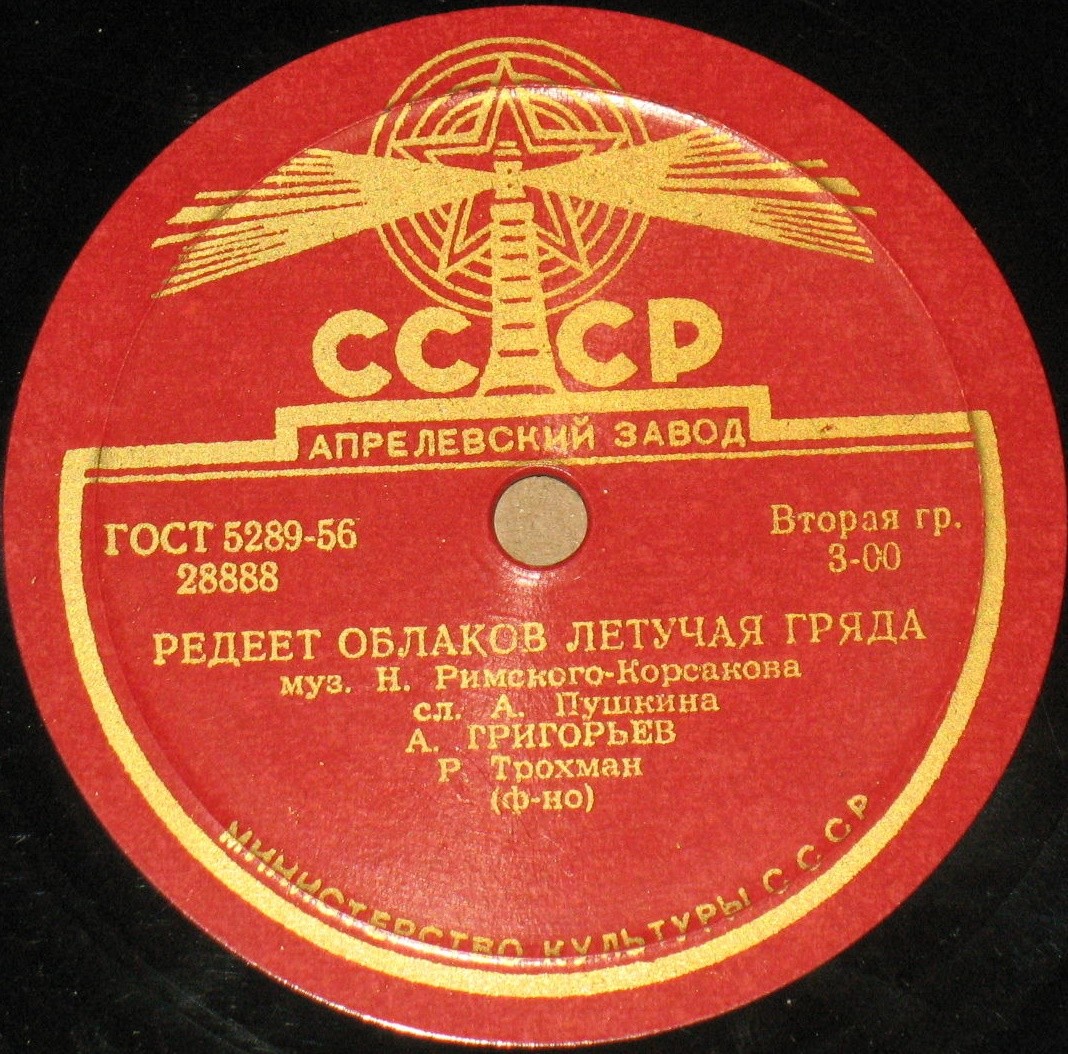 СССР
АПРЕЛЕВСКИЙ ЗАВОД
ГОСТ 5289-56
28888
Вторая гр.
3-00
РЕДЕЕТ ОБЛАКОВ ЛЕТУЧАЯ ГРЯДА
муз. Н. Римского-Корсакова
сл. А. Пушкина
А. ГРИГОРЬЕВ
Р Трохман
(ф-но)
МИНИСТЕРСТВО КУЛЬТУРЫ СССР